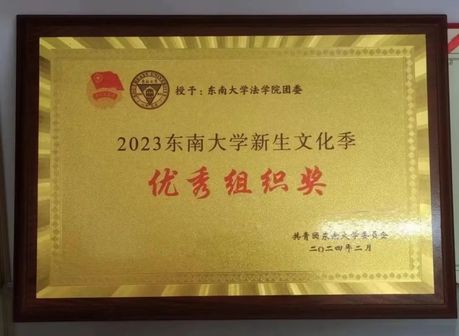 授予：东南大学法学院团委
2023东南大学新生文化季
优秀组织奖
共青团东南大学委员会
二〇二四年二月